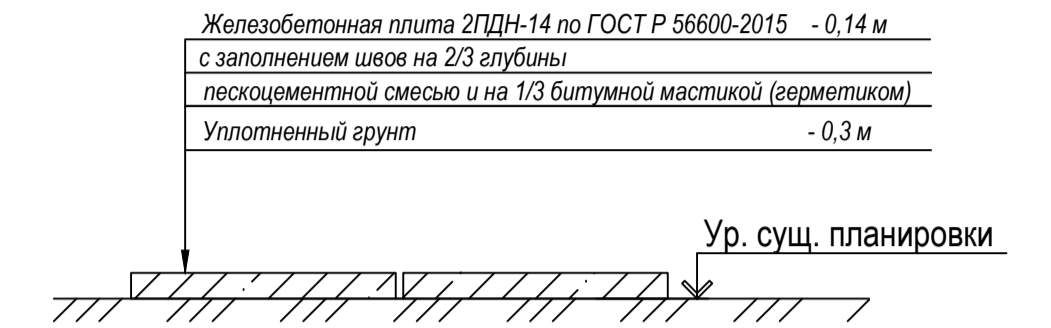 Железобетонная плита 2ПДН-14 по ГОСТ Р 56600-2015 - 0,14 м
с заполнением швов на 2/3 глубины
пескоцементной смесью и на 1/3 битумной мастикой (герметиком)
Уплотненный грунт - 0,3 м
Ур. сущ. планировки